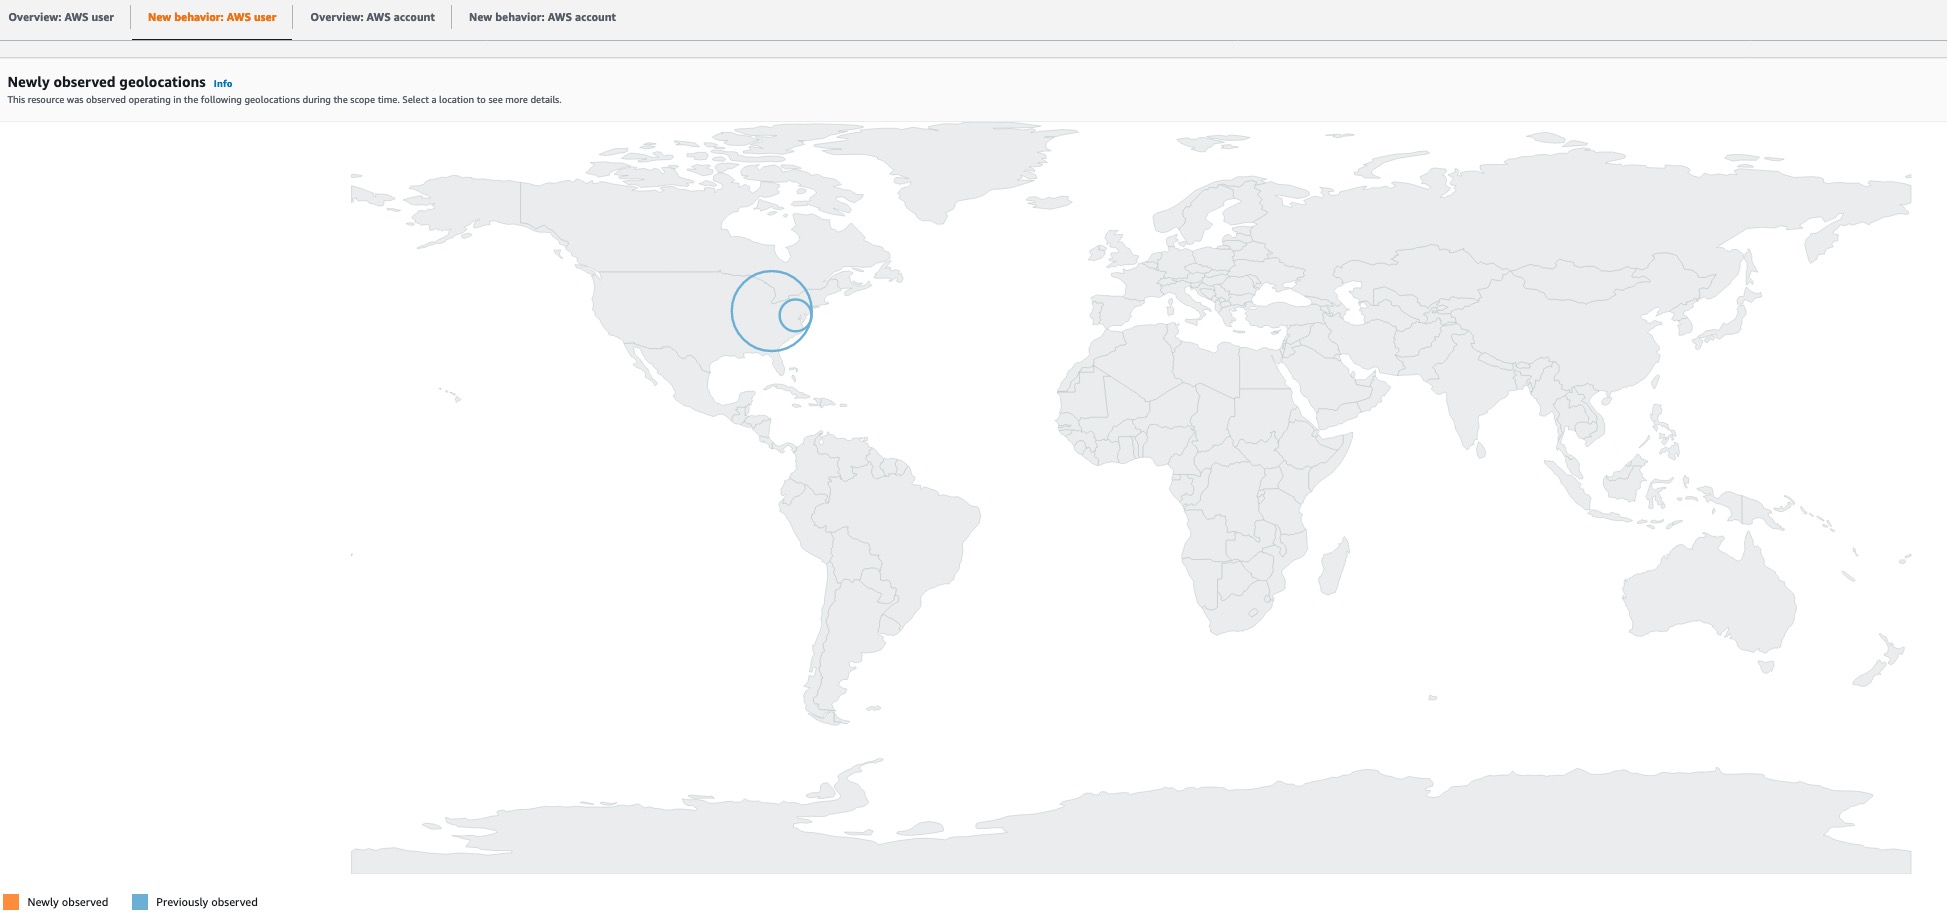 Overview: AWS user
New behavior: AWS user
Overview: AWS account
New behavior: AWS account
Newly observed geolocations Info
This resource was observed operating in the following geolocations during the scope time. Select a location to see more details.
Newly observed
Previously observed